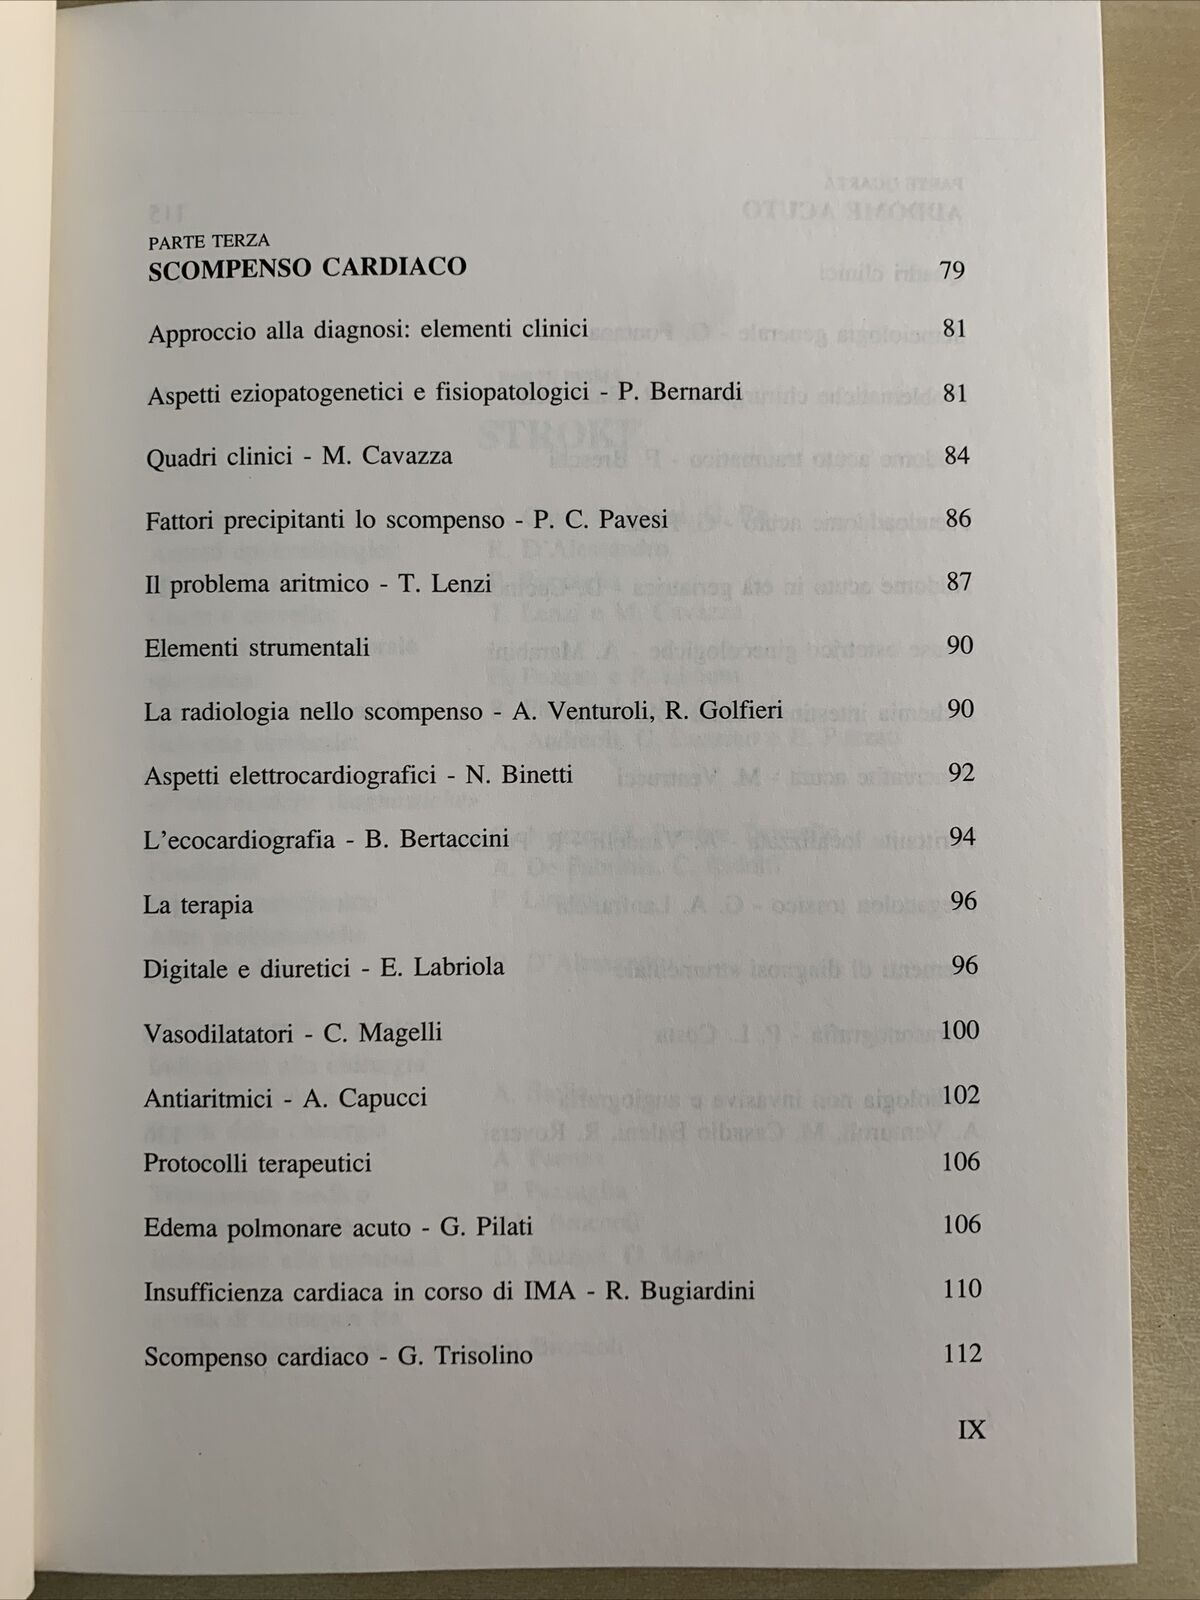 PARTE TERZA
SCOMPENSO CARDIACO 79
Approccio alla diagnosi: elementi clinici 81
Aspetti eziopatogenetici e fisiopatologici - P. Bernardi 81
Quadri clinici - M. Cavazza 84
Fattori precipitanti lo scompenso - P. C. Pavesi 86
Il problema aritmico - T. Lenzi 87
Elementi strumentali 90
La radiologia nello scompenso - A. Venturoli, R. Golfieri 90
Aspetti elettrocardiografici - N. Binetti 92
L'ecocardiografia - B. Bertaccini 94
La terapia 96
Digitale e diuretici - E. Labriola 96
Vasodilatatori - C. Magelli 100
Antiaritmici - A. Capucci 102
Protocolli terapeutici 106
Edema polmonare acuto - G. Pilati 106
Insufficienza cardiaca in corso di IMA - R. Bugiardini 110
Scompenso cardiaco - G. Trisolino 112
IX